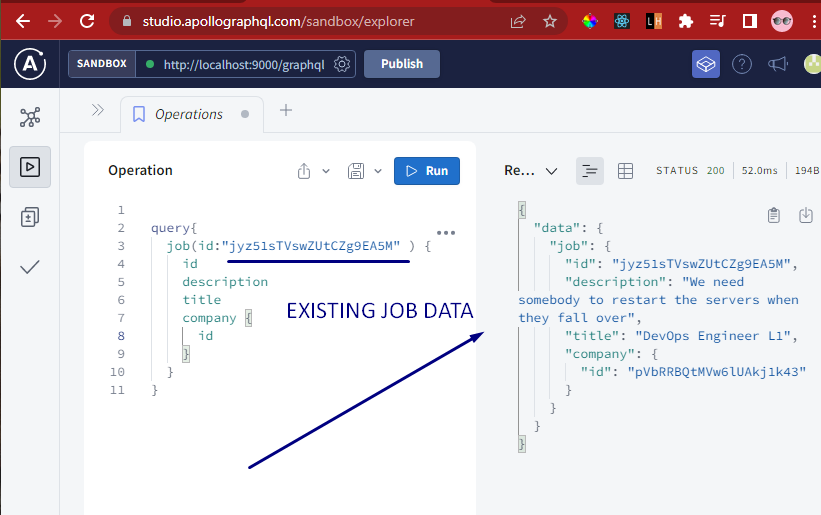 studio.apollographql.com/sandbox/explorer
SANDBOX
http://localhost:9000/graphql
Publish
Operations
Operation
Run
Re...
STATUS 200
52.0ms
194B
1
2 query{
3 job(id:"jyz51sTVswZUtCZg9EA5M" ) {
4 id
5 description
6 title
7 company {
8 id
9 }
10 }
11 }
EXISTING JOB DATA
{
"data": {
"job": {
"id": "jyz51sTVswZUtCZg9EA5M",
"description": "We need
somebody to restart the servers when
they fall over",
"title": "DevOps Engineer L1",
"company": {
"id": "pVbRRBQtMVw6lUAkj1k43"
}
}
}
}